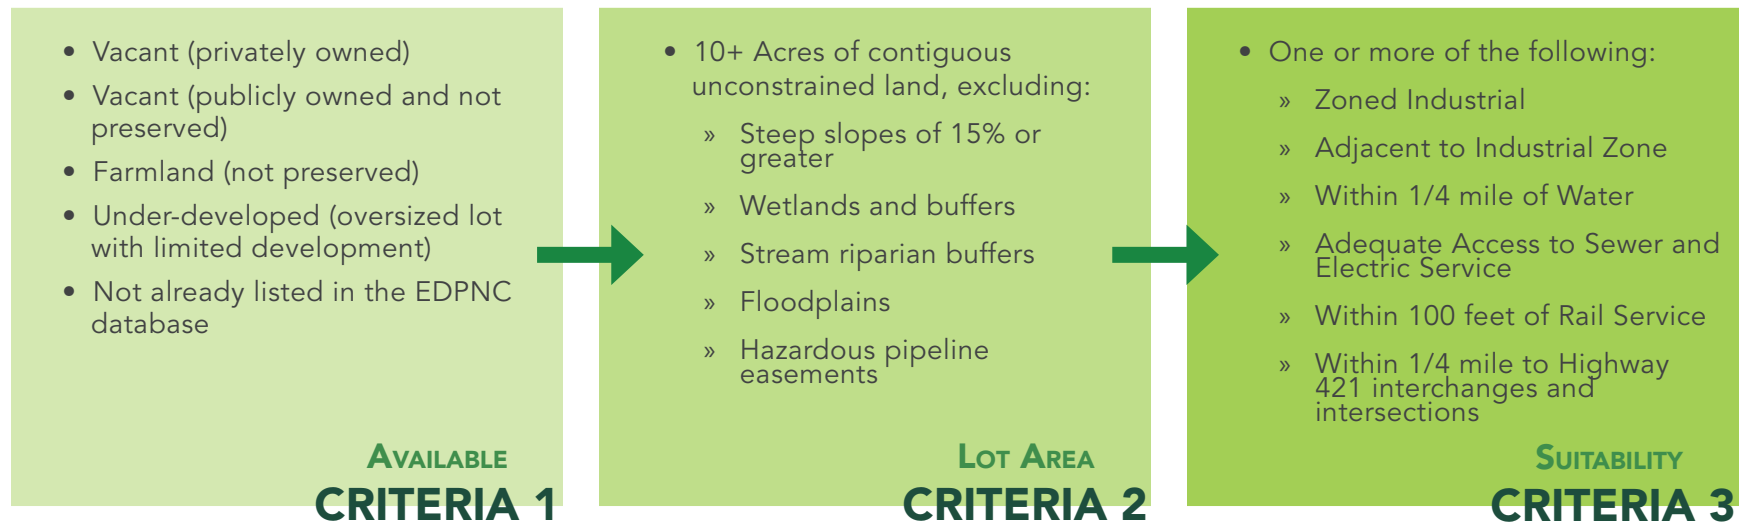 • Vacant (privately owned)
• Vacant (publicly owned and not
preserved)
• Farmland (not preserved)
• Under-developed (oversized lot
with limited development)
• Not already listed in the EDPNC
database
Available
CRITERIA 1
• 10+ Acres of contiguous
unconstrained land, excluding:
» Steep slopes of 15% or
greater
» Wetlands and buffers
» Stream riparian buffers
» Floodplains
» Hazardous pipeline
easements
Lot Area
CRITERIA 2
• One or more of the following:
» Zoned Industrial
» Adjacent to Industrial Zone
» Within 1/4 mile of Water
» Adequate Access to Sewer and
Electric Service
» Within 100 feet of Rail Service
» Within 1/4 mile to Highway
421 interchanges and
intersections
Suitability
CRITERIA 3